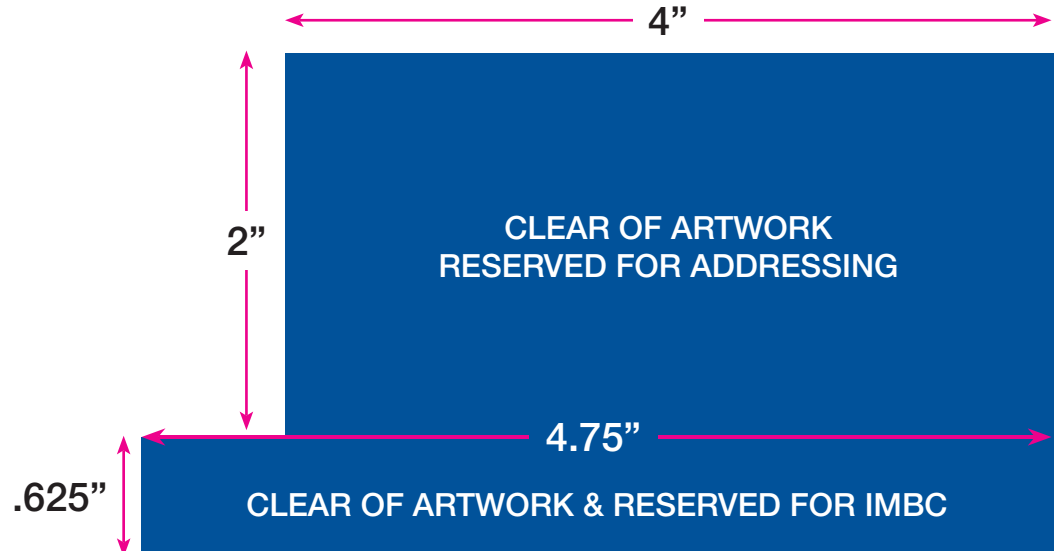 4”
2”
CLEAR OF ARTWORK
RESERVED FOR ADDRESSING
4.75”
.625”
CLEAR OF ARTWORK & RESERVED FOR IMBC